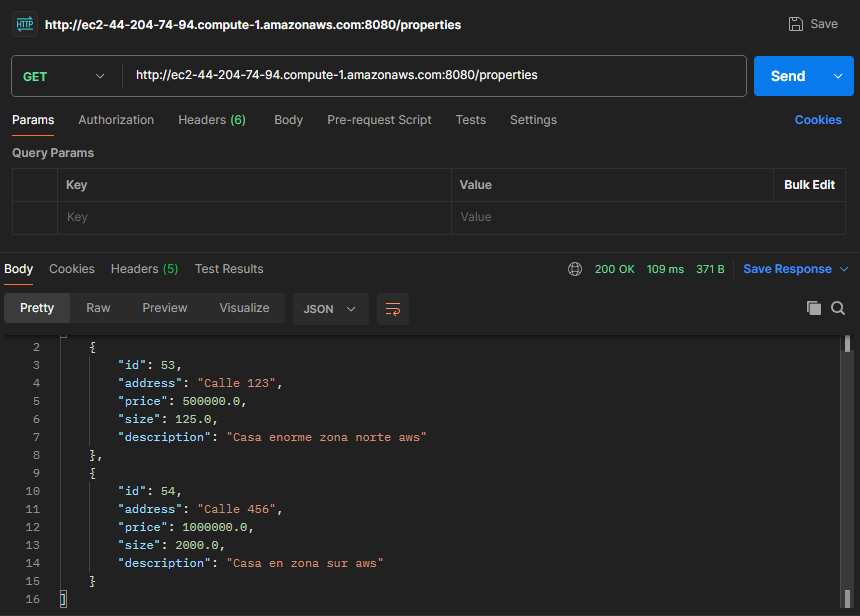 HTTP http://ec2-44-204-74-94.compute-1.amazonaws.com:8080/properties Save
GET http://ec2-44-204-74-94.compute-1.amazonaws.com:8080/properties Send
Params Authorization Headers (6) Body Pre-request Script Tests Settings Cookies
Query Params
Key Value Bulk Edit
Key Value
Body Cookies Headers (5) Test Results 200 OK 109 ms 371 B Save Response
Pretty Raw Preview Visualize JSON
2 {
3 "id": 53,
4 "address": "Calle 123",
5 "price": 500000.0,
6 "size": 125.0,
7 "description": "Casa enorme zona norte aws"
8 },
9 {
10 "id": 54,
11 "address": "Calle 456",
12 "price": 1000000.0,
13 "size": 2000.0,
14 "description": "Casa en zona sur aws"
15 }
16 ]